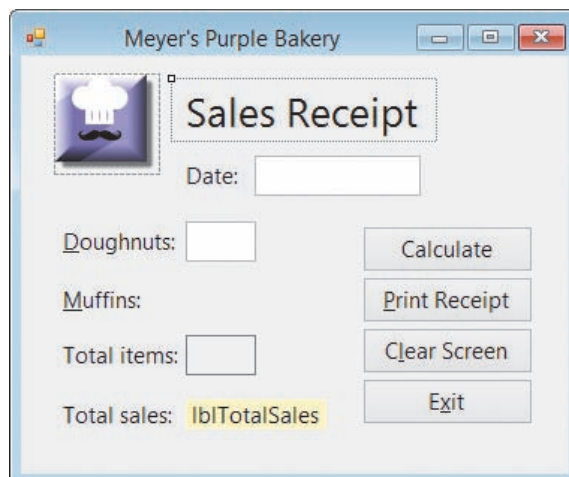 Meyer's Purple Bakery
Sales Receipt
Date:
Doughnuts:
Calculate
Muffins:
Print Receipt
Total items:
Clear Screen
Total sales: lblTotalSales
Exit